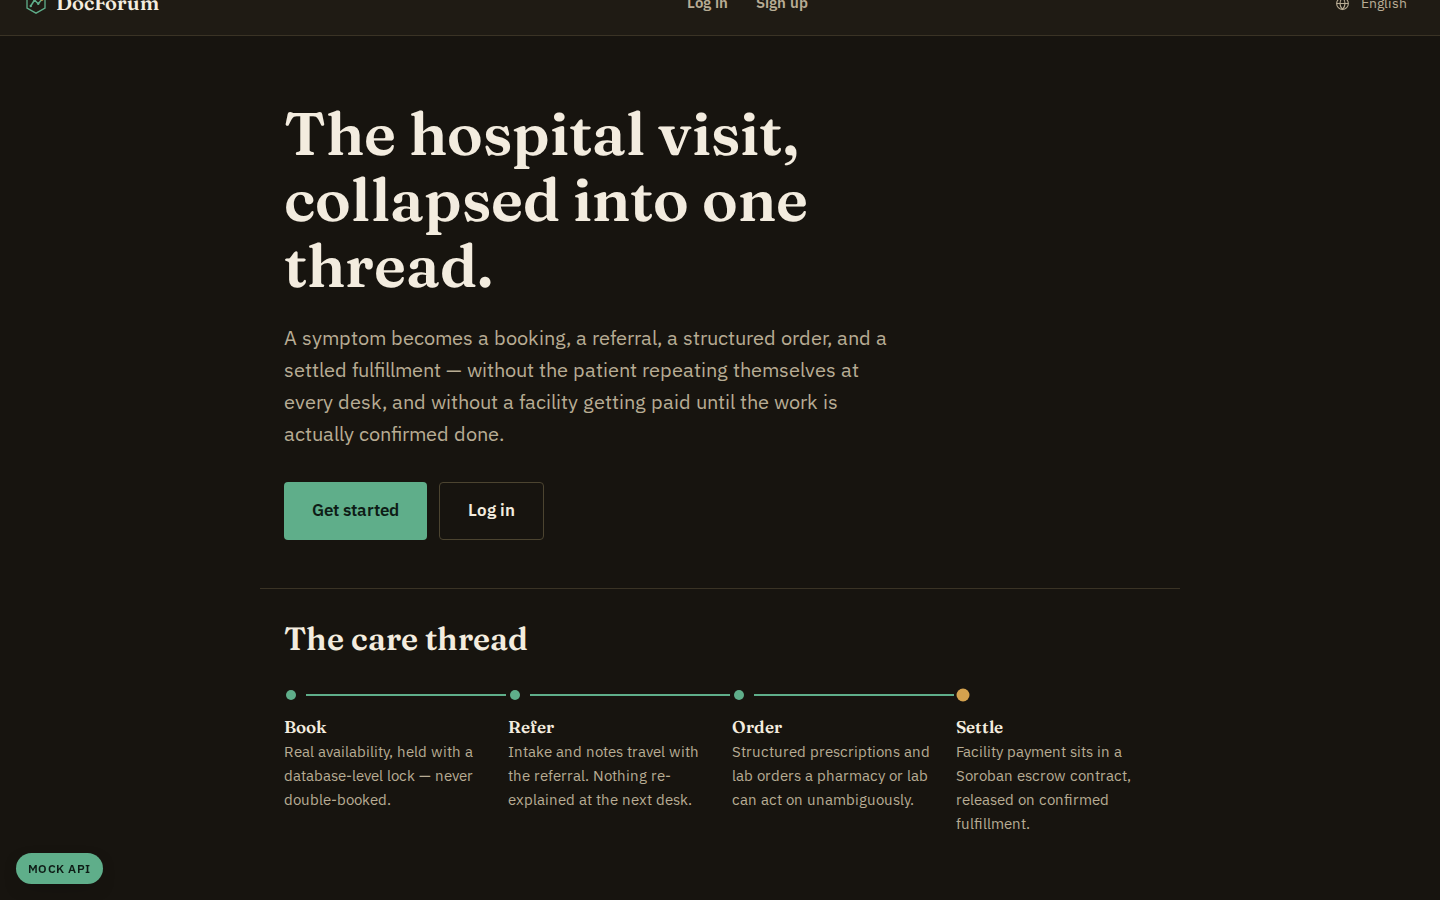 DocForum
Log in
Sign up
English
The hospital visit,
collapsed into one
thread.
A symptom becomes a booking, a referral, a structured order, and a
settled fulfillment — without the patient repeating themselves at
every desk, and without a facility getting paid until the work is
actually confirmed done.
Get started
Log in
The care thread
Book
Real availability, held with a
database-level lock — never
double-booked.
Refer
Intake and notes travel with
the referral. Nothing re-
explained at the next desk.
Order
Structured prescriptions and
lab orders a pharmacy or lab
can act on unambiguously.
Settle
Facility payment sits in a
Soroban escrow contract,
released on confirmed
fulfillment.
MOCK API